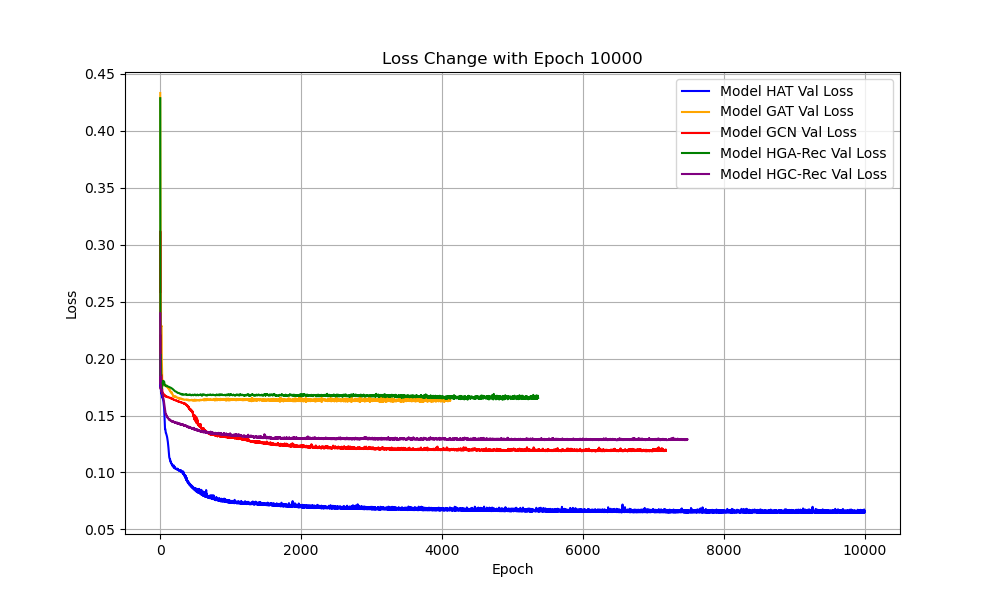 Loss Change with Epoch 10000
0.45
0.40
0.35
0.30
0.25
0.20
0.15
0.10
0.05
Loss
Model HAT Val Loss
Model GAT Val Loss
Model GCN Val Loss
Model HGA-Rec Val Loss
Model HGC-Rec Val Loss
0 2000 4000 6000 8000 10000
Epoch